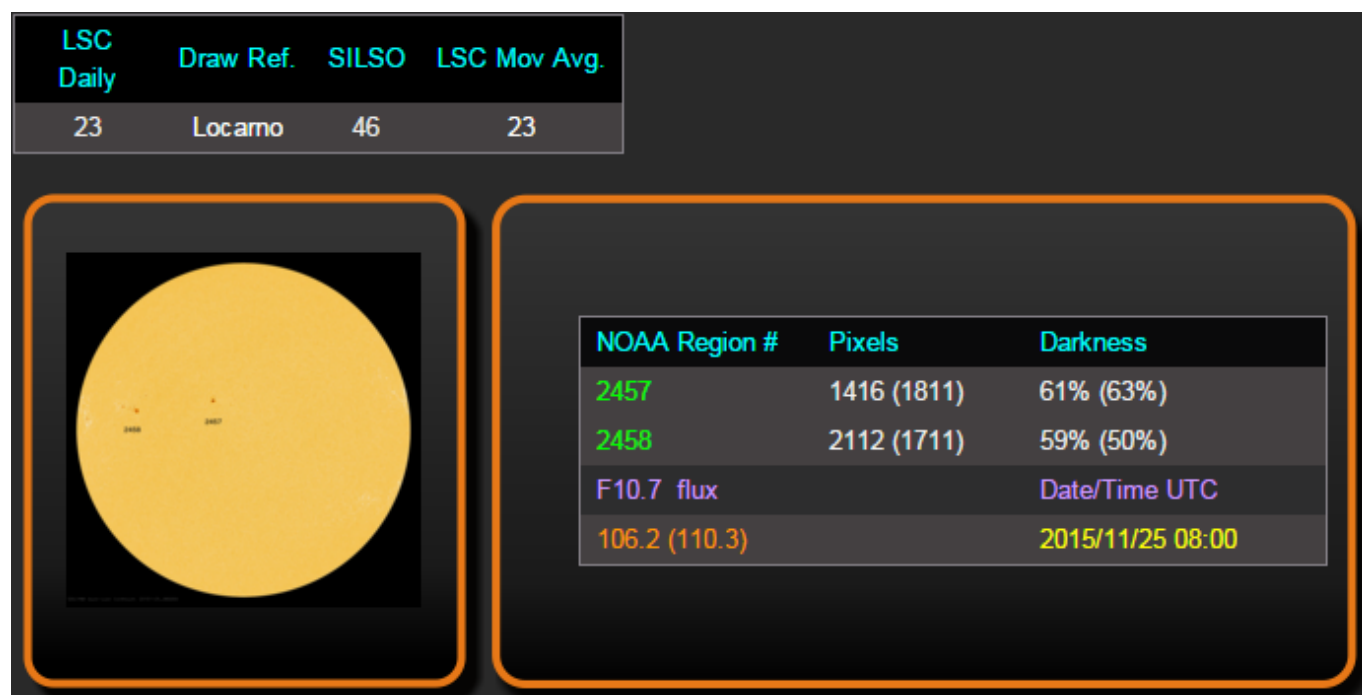 LSC Daily Draw Ref. SILSO LSC Mov Avg.
23 Locarno 46 23
2458 2457
NOAA Region # Pixels Darkness
2457 1416 (1811) 61% (63%)
2458 2112 (1711) 59% (50%)
F10.7 flux Date/Time UTC
106.2 (110.3) 2015/11/25 08:00